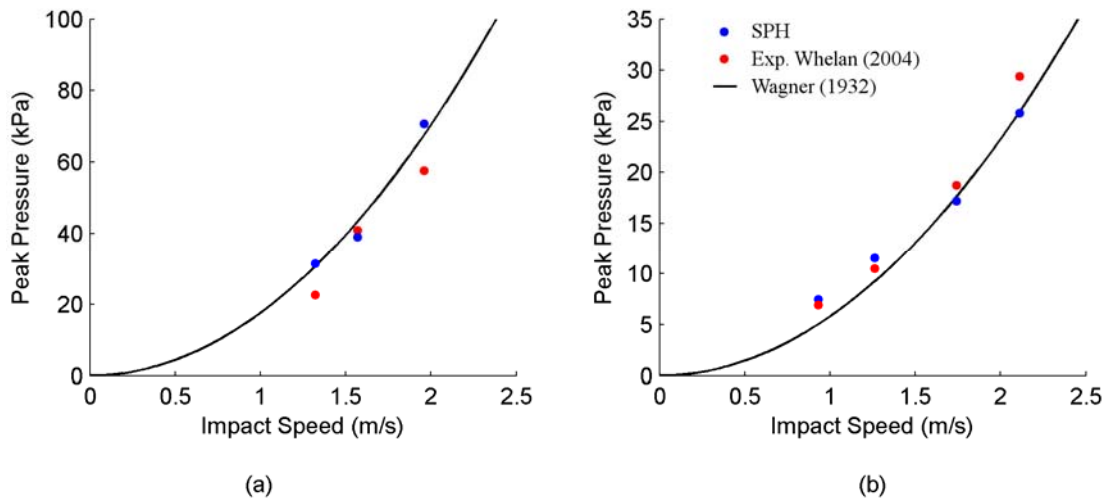 100
80
60
40
20
0
Peak Pressure (kPa)
0 0.5 1 1.5 2 2.5
Impact Speed (m/s)
(a)
35
30
25
20
15
10
5
0
Peak Pressure (kPa)
SPH
Exp. Whelan (2004)
Wagner (1932)
0 0.5 1 1.5 2 2.5
Impact Speed (m/s)
(b)